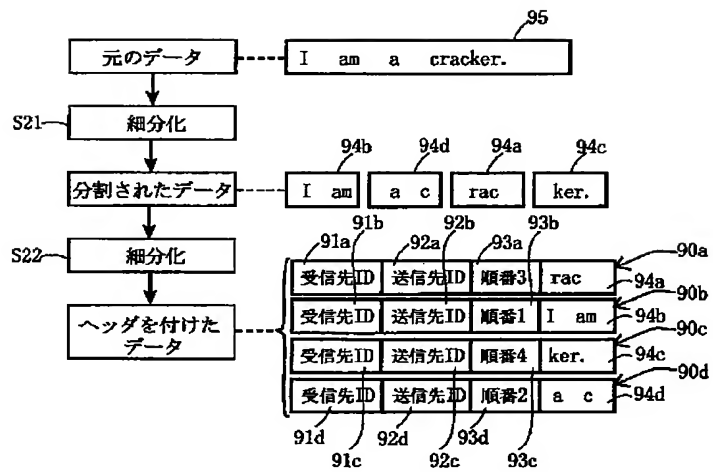 95
元のデータ
I am a cracker.
S21
細分化
94b 94d 94a 94c
分割されたデータ
I am
a c
rac
ker.
91b 92b 93b
91a 92a 93a
S22
細分化
90a
受信先ID 送信先ID 順番3 rac
94a
90b
ヘッダを付けた
データ
受信先ID 送信先ID 順番1 I am
94b
90c
受信先ID 送信先ID 順番4 ker.
94c
90d
受信先ID 送信先ID 順番2 a c
94d
91d 92d 93d
91c 92c 93c